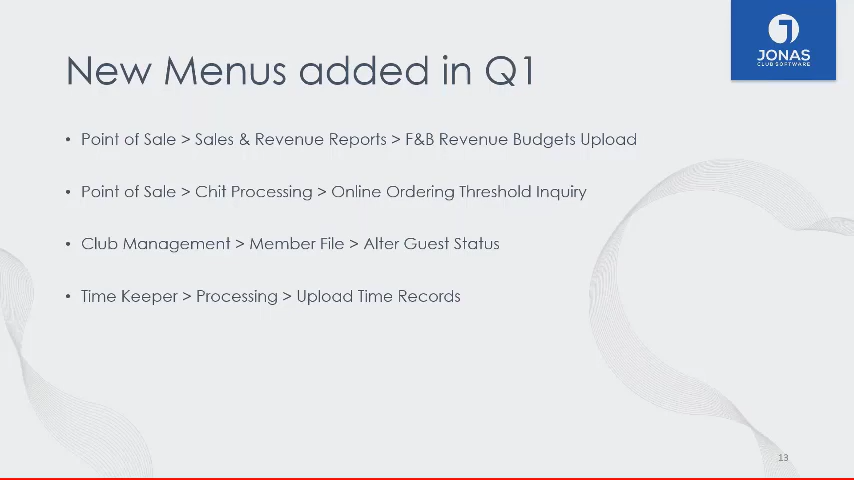 JONAS
CLUB SOFTWARE
New Menus added in Q1
• Point of Sale > Sales & Revenue Reports > F&B Revenue Budgets Upload
• Point of Sale > Chit Processing > Online Ordering Threshold Inquiry
• Club Management > Member File > Alter Guest Status
• Time Keeper > Processing > Upload Time Records
13